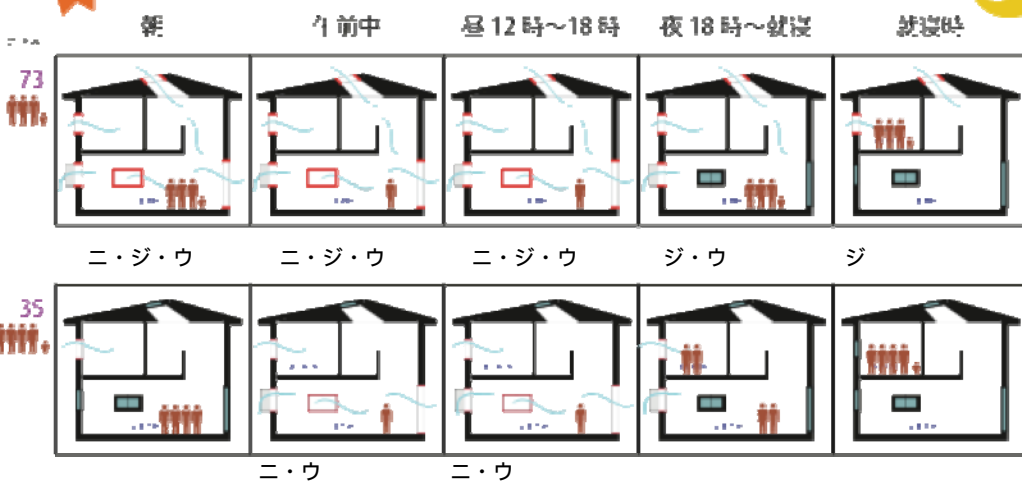 朝 午前中 昼12時～18時 夜18時～就寝 就寝時
73
ニ・ジ・ウ ニ・ジ・ウ ニ・ジ・ウ ジ・ウ ジ
35
ニ・ウ ニ・ウ